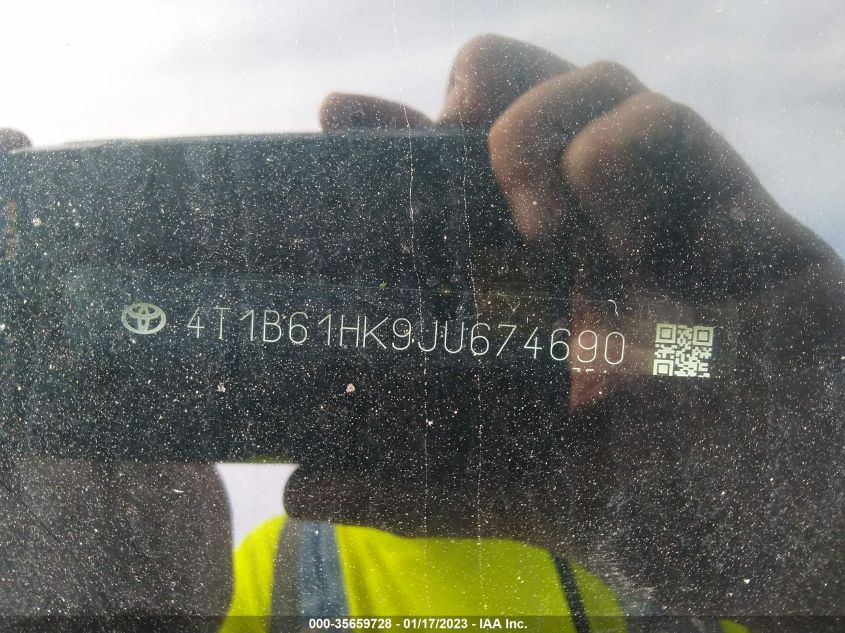 4T1B61HK9JU674690
000-35659728 - 01/17/2023 - IAA Inc.